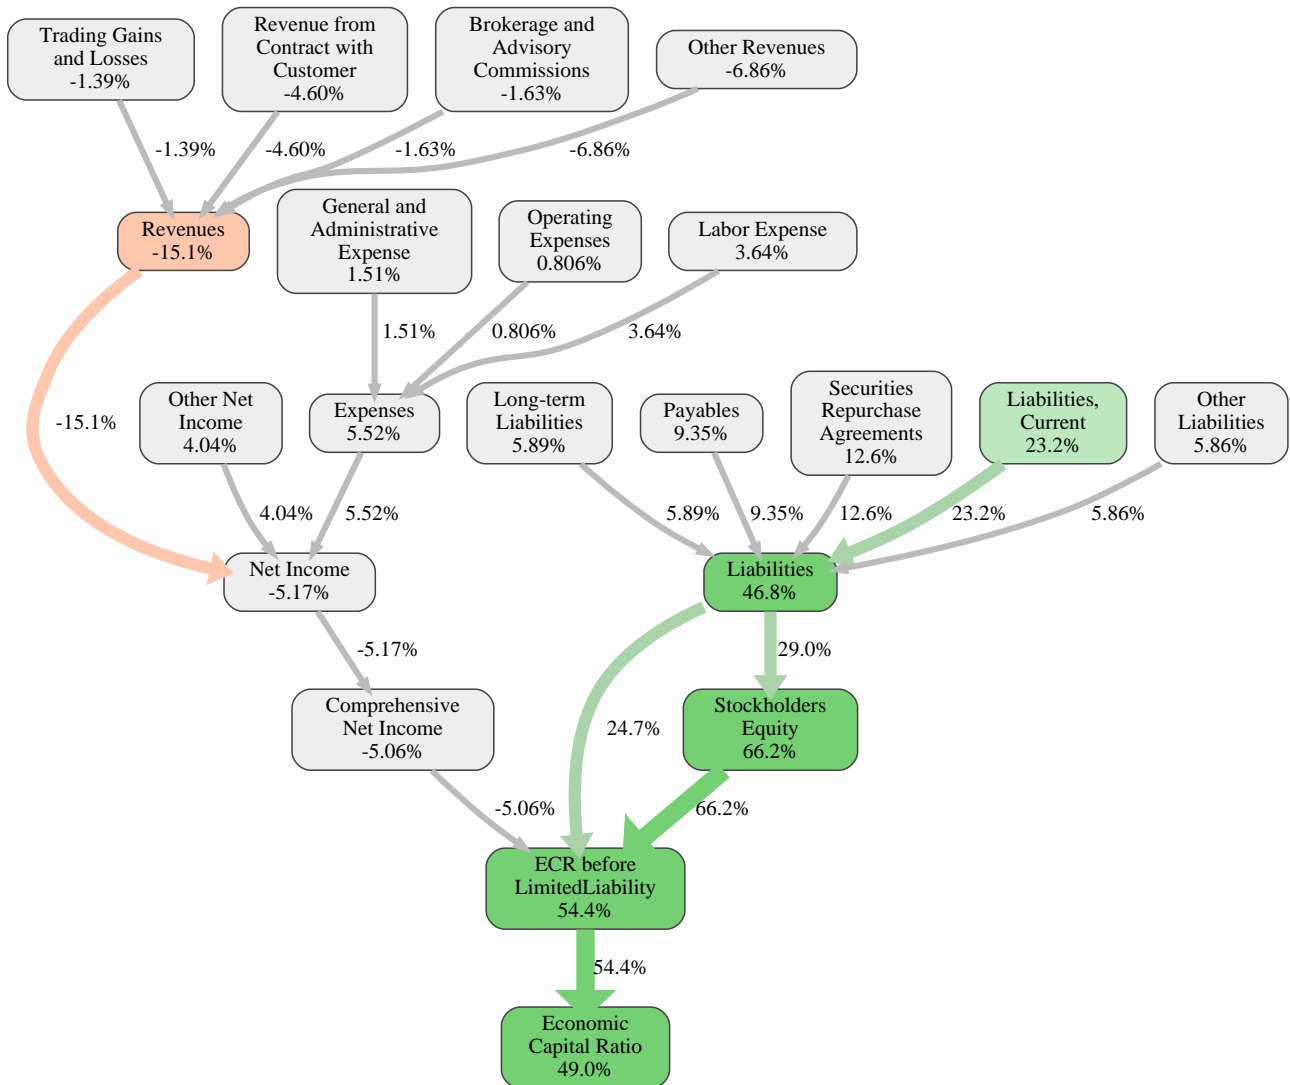 Trading Gains
and Losses
-1.39%
Revenue from
Contract with
Customer
-4.60%
Brokerage and
Advisory
Commissions
-1.63%
Other Revenues
-6.86%
-1.39%
-4.60%
-1.63%
-6.86%
Revenues
-15.1%
General and
Administrative
Expense
1.51%
Operating
Expenses
0.806%
Labor Expense
3.64%
1.51%
0.806%
3.64%
-15.1%
Other Net
Income
4.04%
Expenses
5.52%
Long-term
Liabilities
5.89%
Payables
9.35%
Securities
Repurchase
Agreements
12.6%
Liabilities,
Current
23.2%
Other
Liabilities
5.86%
4.04%
5.52%
5.89%
9.35%
12.6%
23.2%
5.86%
Net Income
-5.17%
Liabilities
46.8%
-5.17%
29.0%
Comprehensive
Net Income
-5.06%
24.7%
Stockholders
Equity
66.2%
-5.06%
66.2%
ECR before
LimitedLiability
54.4%
54.4%
Economic
Capital Ratio
49.0%